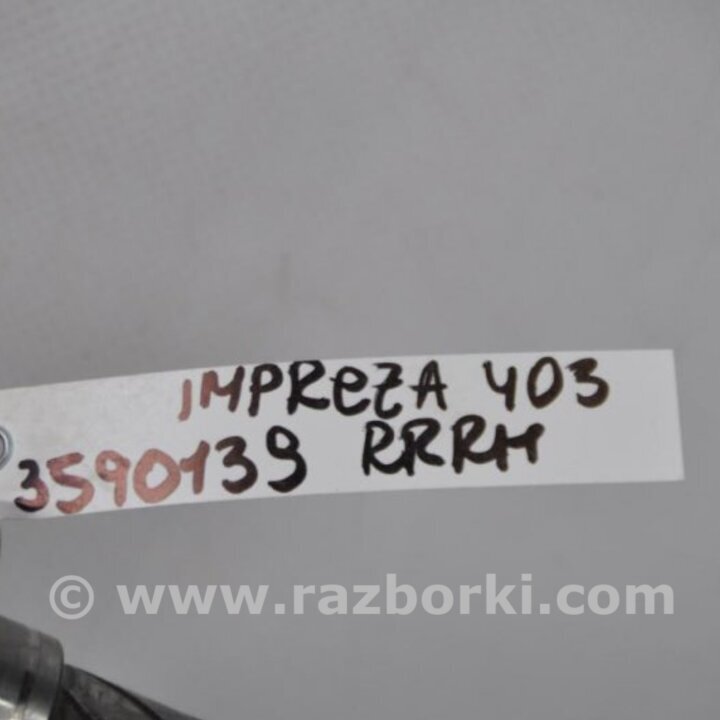 IMPREZA 403
3590139 RRRH
© www.razborki.com